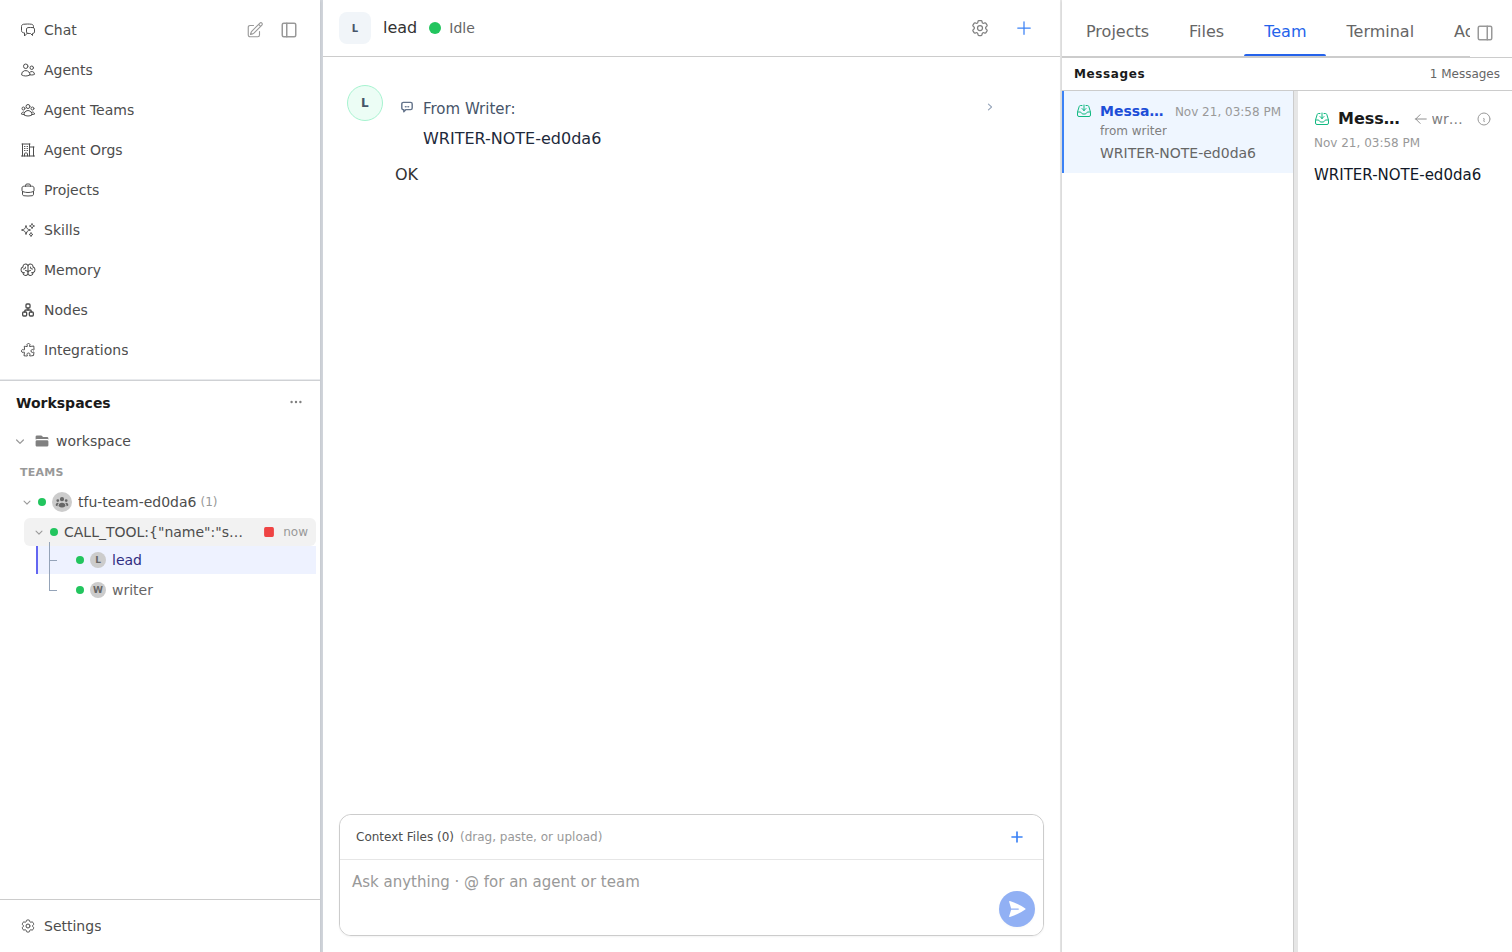 Chat
Agents
Agent Teams
Agent Orgs
Projects
Skills
Memory
Nodes
Integrations
Workspaces
workspace
TEAMS
tfu-team-ed0da6 (1)
CALL_TOOL:{"name":"s... now
L lead
W writer
Settings
L lead Idle
L
From Writer:
WRITER-NOTE-ed0da6
OK
Context Files (0) (drag, paste, or upload)
Ask anything · @ for an agent or team
Projects Files Team Terminal Ac
Messages 1 Messages
Messa... Nov 21, 03:58 PM
from writer
WRITER-NOTE-ed0da6
Mess... wr...
Nov 21, 03:58 PM
WRITER-NOTE-ed0da6